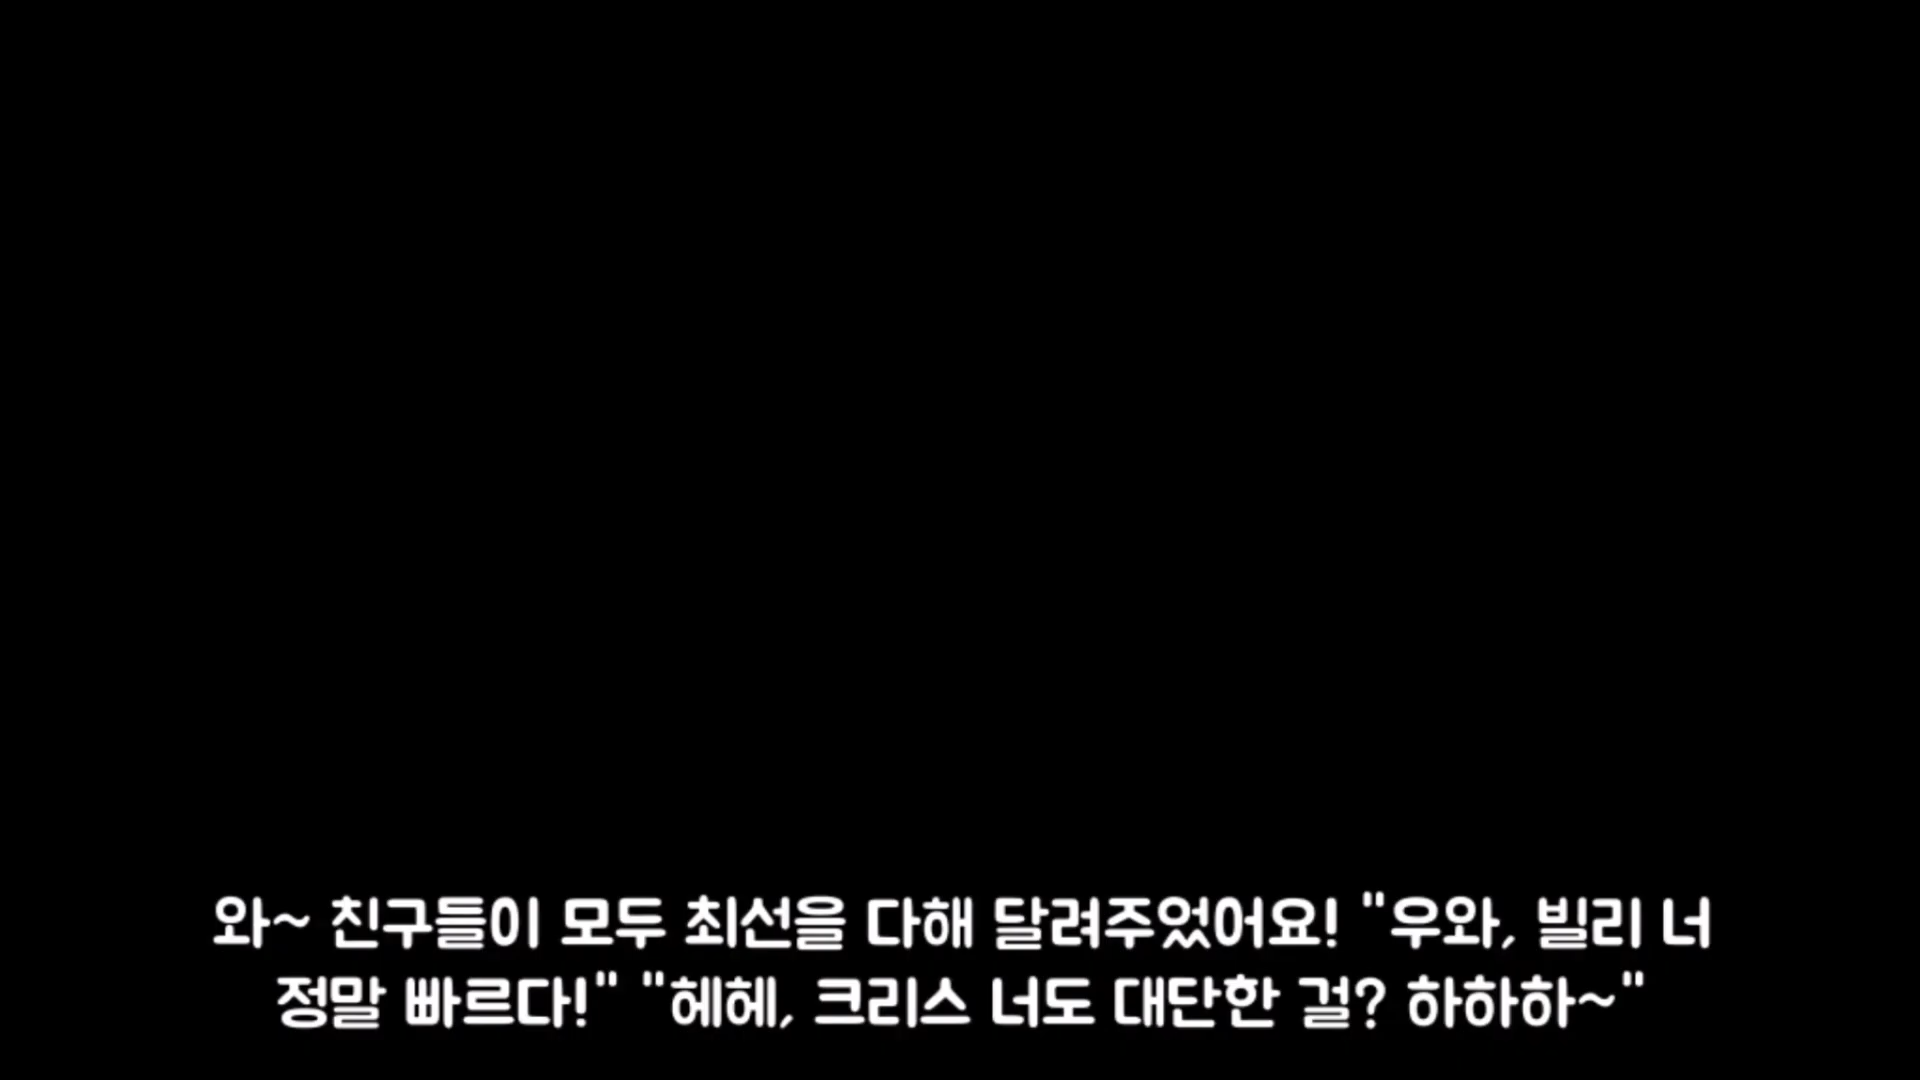 와~ 친구들이 모두 최선을 다해 달려주었어요! "우와, 빌리 너
정말 빠르다!" "헤헤, 크리스 너도 대단한 걸? 하하하~"